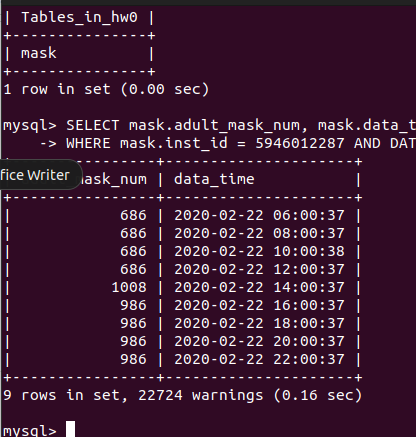 | Tables_in_hw0 |
+---------------+
| mask          |
+---------------+
1 row in set (0.00 sec)

mysql> SELECT mask.adult_mask_num, mask.data_t
    -> WHERE mask.inst_id = 5946012287 AND DAT
+----------------+---------------------+
fice Writer ask_num | data_time           |
+----------------+---------------------+
|            686 | 2020-02-22 06:00:37 |
|            686 | 2020-02-22 08:00:37 |
|            686 | 2020-02-22 10:00:38 |
|            686 | 2020-02-22 12:00:37 |
|           1008 | 2020-02-22 14:00:37 |
|            986 | 2020-02-22 16:00:37 |
|            986 | 2020-02-22 18:00:37 |
|            986 | 2020-02-22 20:00:37 |
|            986 | 2020-02-22 22:00:37 |
+----------------+---------------------+
9 rows in set, 22724 warnings (0.16 sec)

mysql>